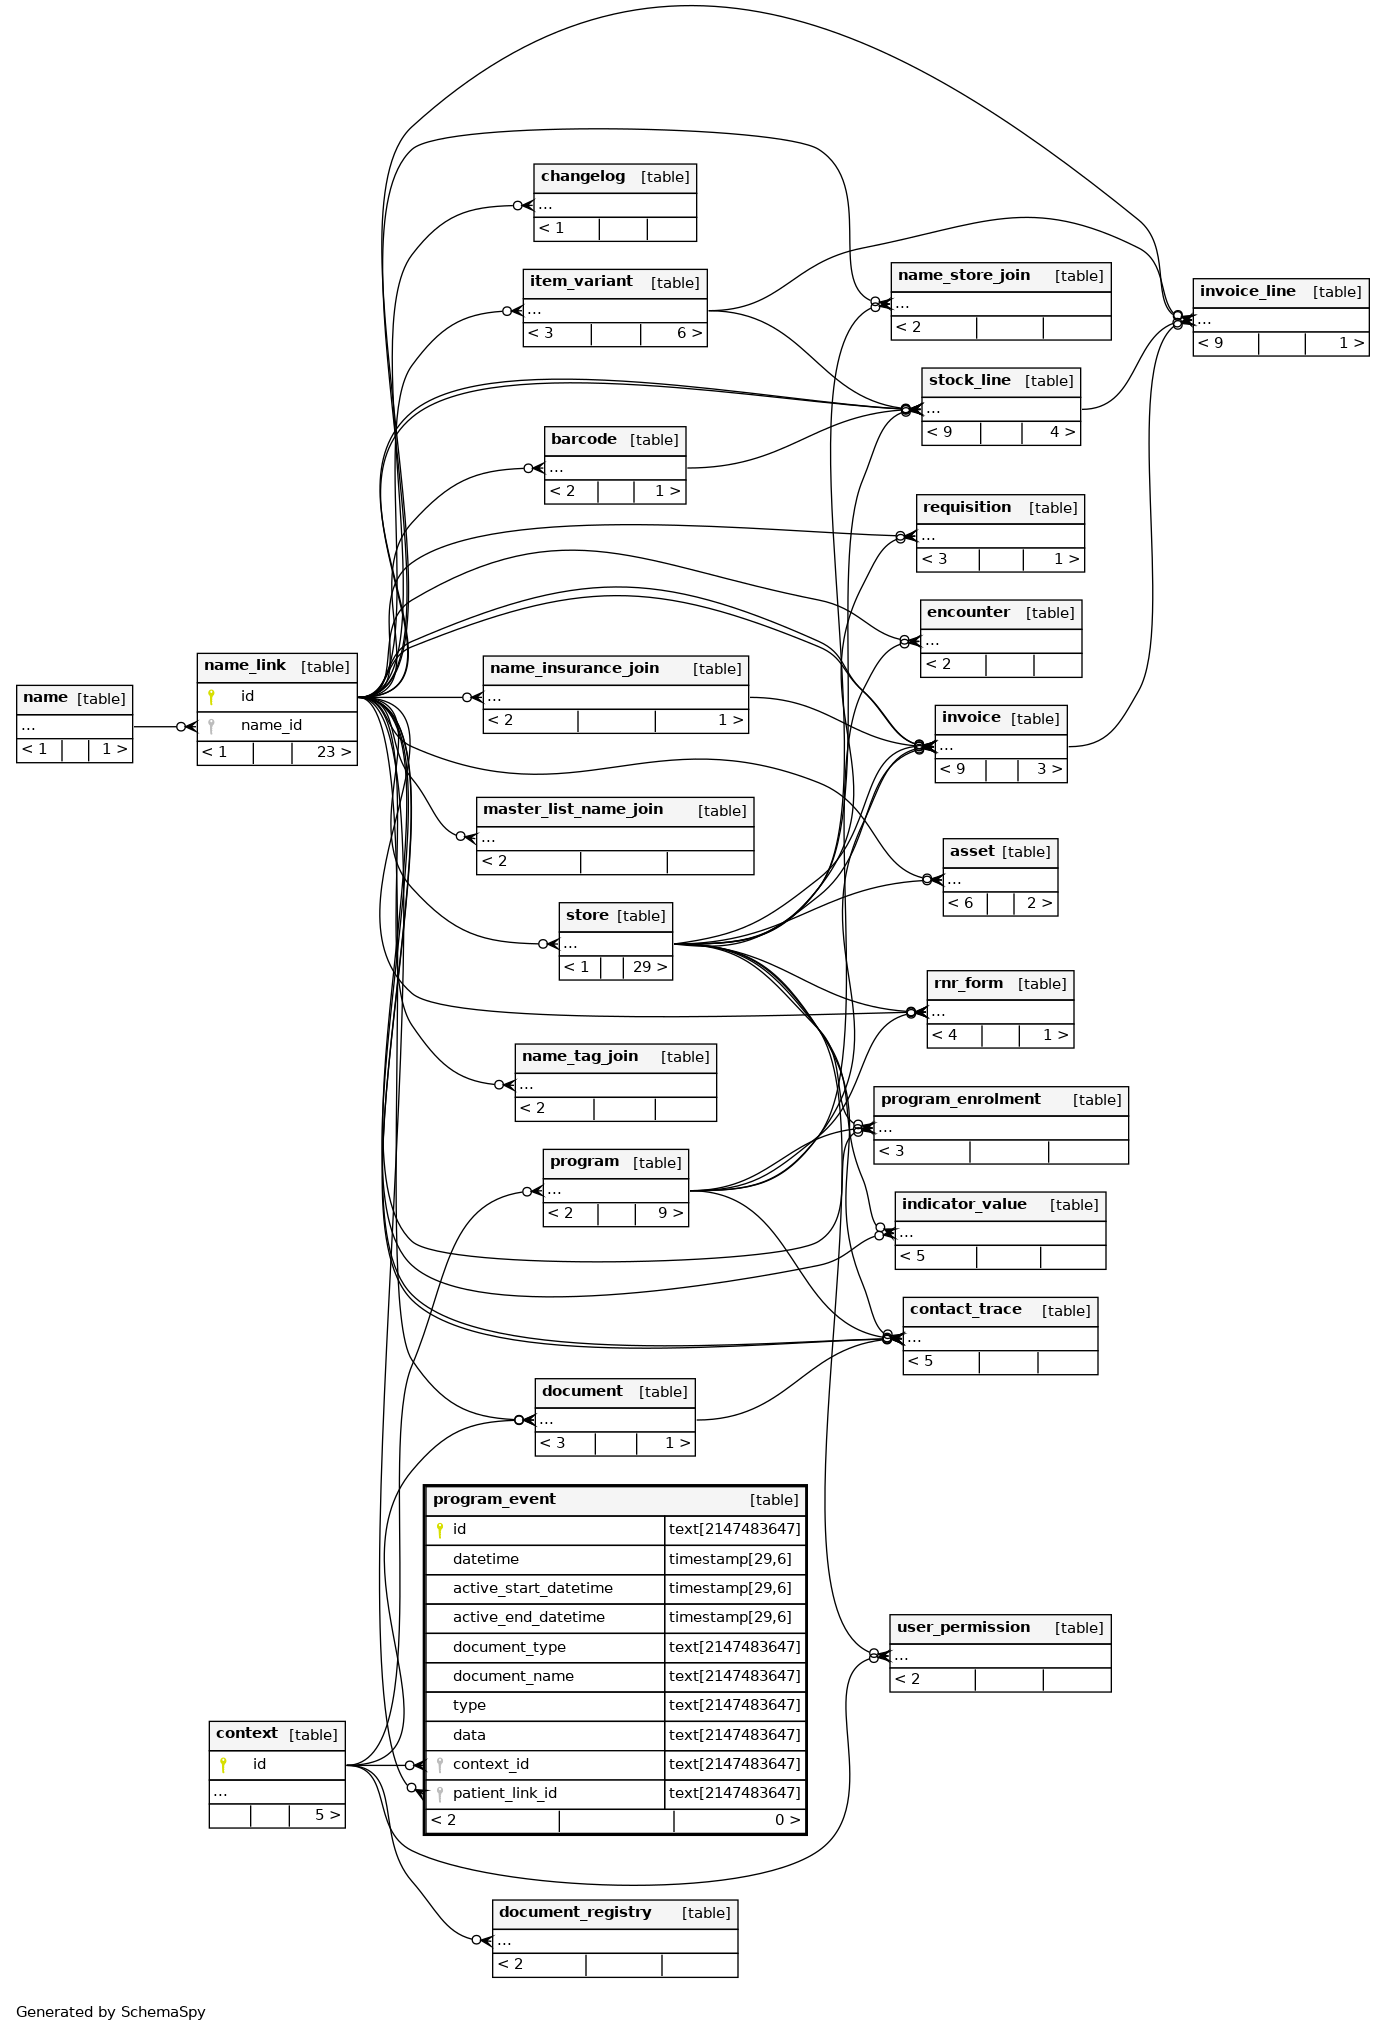 changelog [table]
...
< 1
item_variant [table]
...
< 3 6 >
name_store_join [table]
...
< 2
invoice_line [table]
...
< 9 1 >
stock_line [table]
...
< 9 4 >
barcode [table]
...
< 2 1 >
requisition [table]
...
< 3 1 >
encounter [table]
...
< 2
name_link [table]
id
name_id
< 1 23 >
name [table]
...
< 1 1 >
name_insurance_join [table]
...
< 2 1 >
invoice [table]
...
< 9 3 >
master_list_name_join [table]
...
< 2
asset [table]
...
< 6 2 >
store [table]
...
< 1 29 >
rnr_form [table]
...
< 4 1 >
name_tag_join [table]
...
< 2
program_enrolment [table]
...
< 3
program [table]
...
< 2 9 >
indicator_value [table]
...
< 5
contact_trace [table]
...
< 5
document [table]
...
< 3 1 >
program_event [table]
id text[2147483647]
datetime timestamp[29,6]
active_start_datetime timestamp[29,6]
active_end_datetime timestamp[29,6]
document_type text[2147483647]
document_name text[2147483647]
type text[2147483647]
data text[2147483647]
context_id text[2147483647]
patient_link_id text[2147483647]
< 2 0 >
user_permission [table]
...
< 2
context [table]
id
...
5 >
document_registry [table]
...
< 2
Generated by SchemaSpy